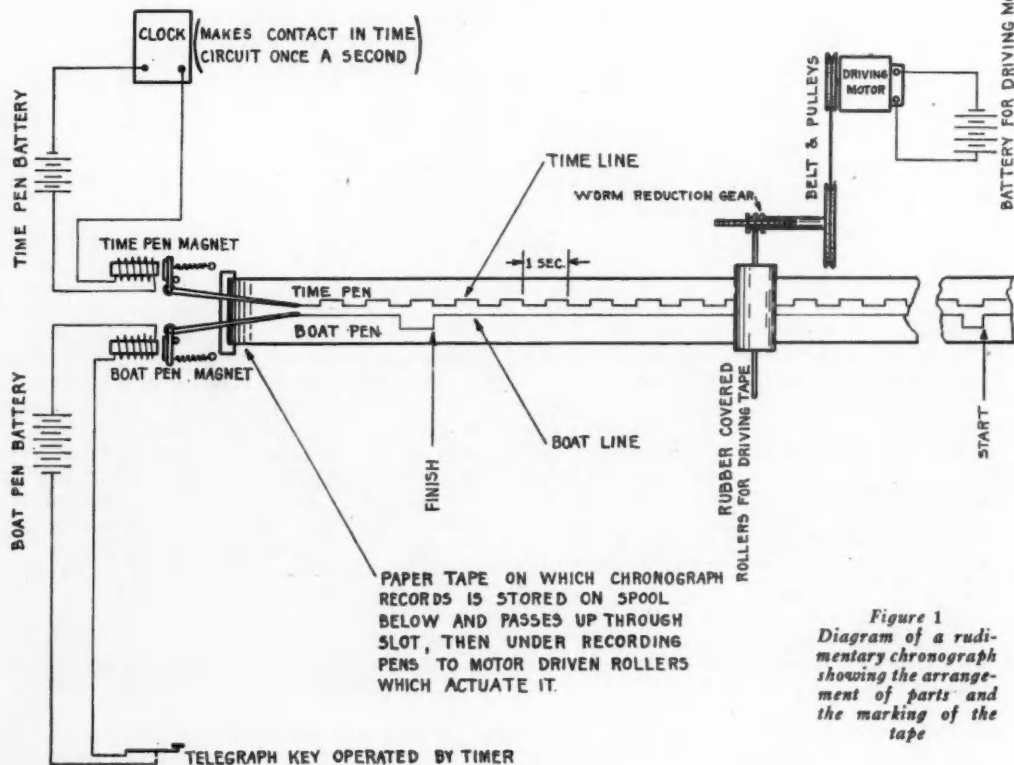 CLOCK
(MAKES CONTACT IN TIME
CIRCUIT ONCE A SECOND)
DRIVING
MOTOR
BATTERY FOR DRIVING
BELT & PULLEYS
TIME PEN BATTERY
TIME LINE
WORM REDUCTION GEAR
TIME PEN MAGNET
1 SEC.
TIME PEN
BOAT PEN
BOAT PEN MAGNET
BOAT PEN BATTERY
BOAT LINE
FINISH
RUBBER COVERED
ROLLERS FOR DRIVING TAPE
START
PAPER TAPE ON WHICH CHRONOGRAPH
RECORDS IS STORED ON SPOOL
BELOW AND PASSES UP THROUGH
SLOT, THEN UNDER RECORDING
PENS TO MOTOR DRIVEN ROLLERS
WHICH ACTUATE IT.
TELEGRAPH KEY OPERATED BY TIMER
Figure 1
Diagram of a rudi-
mentary chronograph
showing the arrange-
ment of parts and
the marking of the
tape